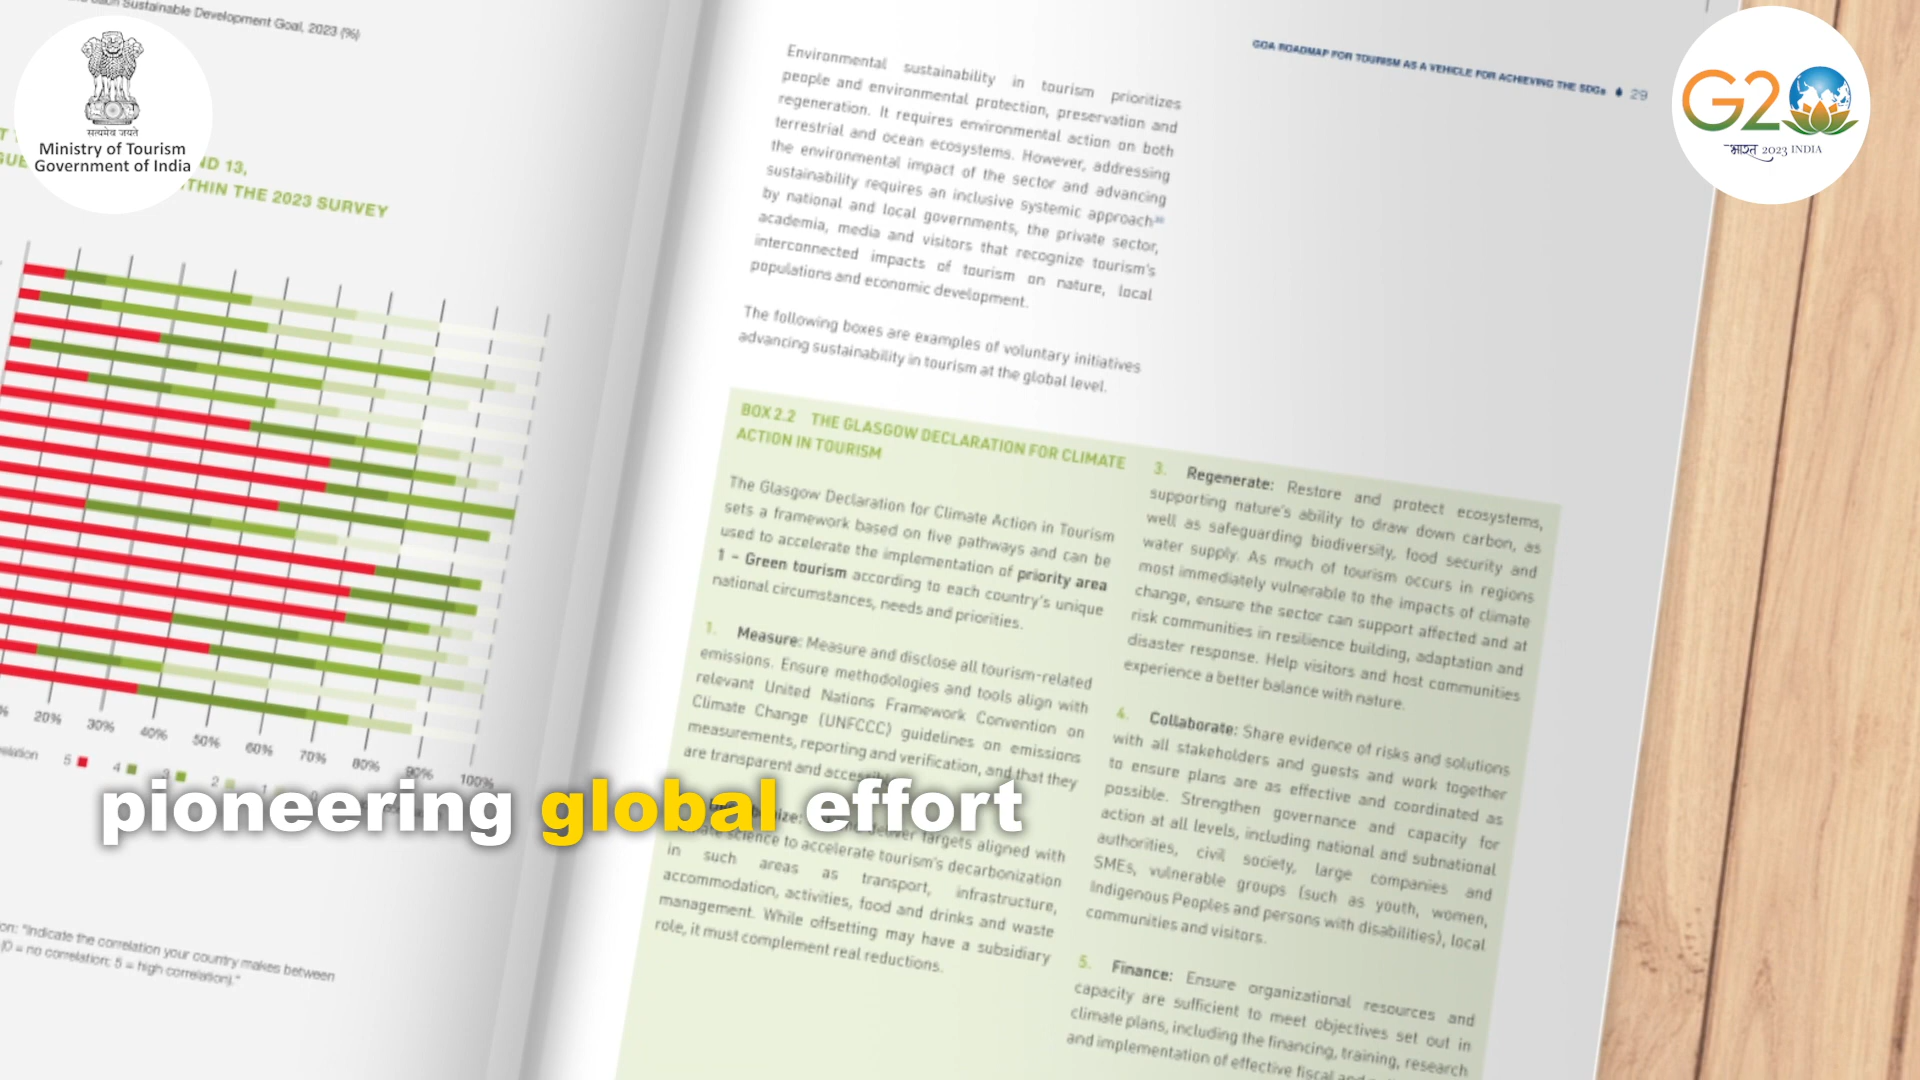 Sustainable Development Goal, 2023 (%)
सत्यमेव जयते
Ministry of Tourism
Government of India
ND 13,
THIN THE 2023 SURVEY
20% 30% 40% 50% 60% 70% 80% 90% 100%
5 4 3 2 1
on: "Indicate the correlation your country makes between
(0 = no correlation; 5 = high correlation)."
GOA ROADMAP FOR TOURISM AS A VEHICLE FOR ACHIEVING THE SDGs 29
G20
भारत 2023 INDIA
Environmental sustainability in tourism prioritizes
people and environmental protection, preservation and
regeneration. It requires environmental action on both
terrestrial and ocean ecosystems. However, addressing
the environmental impact of the sector and advancing
sustainability requires an inclusive systemic approach
by national and local governments, the private sector,
academia, media and visitors that recognize tourism's
interconnected impacts of tourism on nature, local
populations and economic development.
The following boxes are examples of voluntary initiatives
advancing sustainability in tourism at the global level.
BOX 2.2 THE GLASGOW DECLARATION FOR CLIMATE
ACTION IN TOURISM
The Glasgow Declaration for Climate Action in Tourism
sets a framework based on five pathways and can be
used to accelerate the implementation of priority area
1 – Green tourism according to each country's unique
national circumstances, needs and priorities.
1. Measure: Measure and disclose all tourism-related
emissions. Ensure methodologies and tools align with
relevant United Nations Framework Convention on
Climate Change (UNFCCC) guidelines on emissions
measurements, reporting and verification, and that they
are transparent and
deliver targets aligned with
science to accelerate tourism's decarbonization
in such areas as transport, infrastructure,
accommodation, activities, food and drinks and waste
management. While offsetting may have a subsidiary
role, it must complement real reductions.
3. Regenerate: Restore and protect ecosystems,
supporting nature's ability to draw down carbon, as
well as safeguarding biodiversity, food security and
water supply. As much of tourism occurs in regions
most immediately vulnerable to the impacts of climate
change, ensure the sector can support affected and at
risk communities in resilience building, adaptation and
disaster response. Help visitors and host communities
experience a better balance with nature.
4. Collaborate: Share evidence of risks and solutions
with all stakeholders and guests and work together
to ensure plans are as effective and coordinated as
possible. Strengthen governance and capacity for
action at all levels, including national and subnational
authorities, civil society, large companies and
SMEs, vulnerable groups (such as youth, women,
Indigenous Peoples and persons with disabilities), local
communities and visitors.
5. Finance: Ensure organizational resources and
capacity are sufficient to meet objectives set out in
climate plans, including the financing, training, research
and implementation of effective fiscal and
pioneering global effort